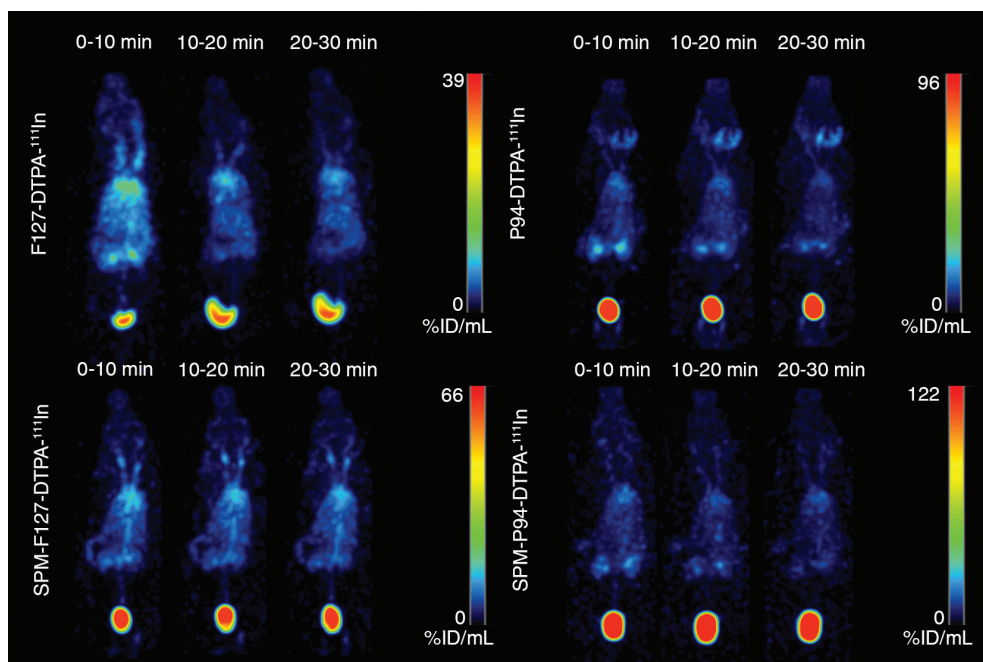 0-10 min 10-20 min 20-30 min
F127-DTPA-¹¹¹In
39
0
%ID/mL
0-10 min 10-20 min 20-30 min
P94-DTPA-¹¹¹In
96
0
%ID/mL
0-10 min 10-20 min 20-30 min
SPM-F127-DTPA-¹¹¹In
66
0
%ID/mL
0-10 min 10-20 min 20-30 min
SPM-P94-DTPA-¹¹¹In
122
0
%ID/mL